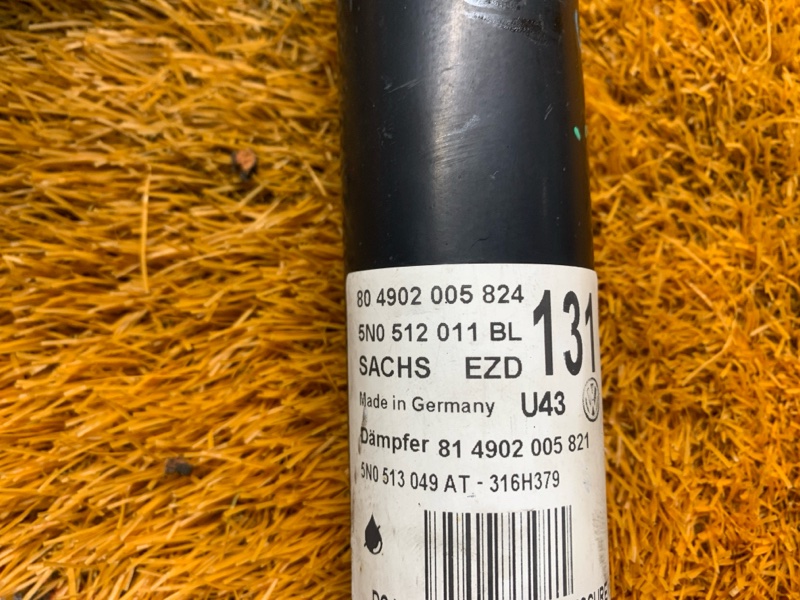 80 4902 005 824
5N0 512 011 BL 131
SACHS EZD
Made in Germany U43
Dämpfer 81 4902 005 821
5N0 513 049 AT - 316H379